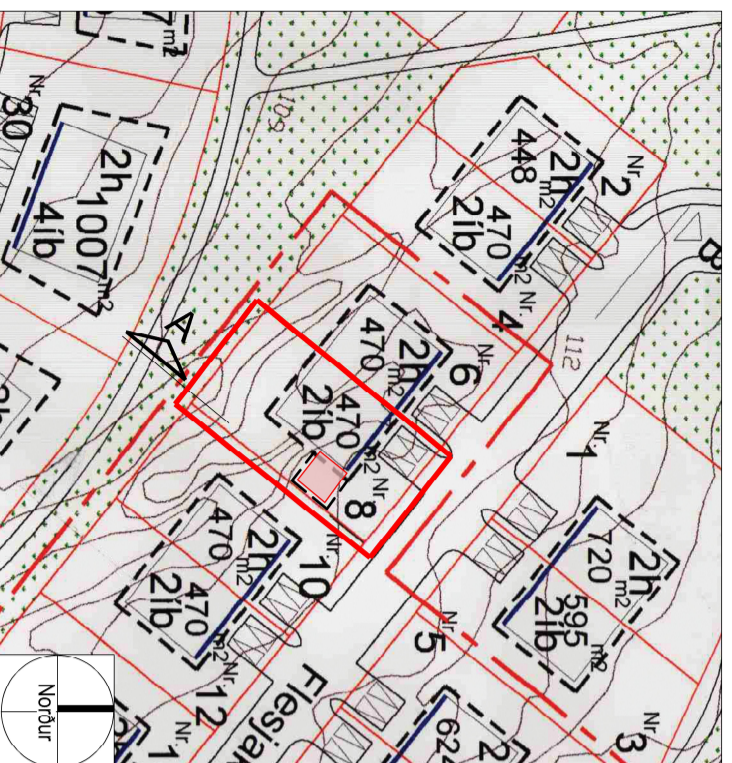 7 m2
109
Nr. 30
2h
1007 m2
4íb
Nr. 2
2h
448 m2
470 m2
2íb
Nr. 4
112
B
A
Nr. 6
2h
470 m2
470 m2
2íb
Nr. 8
Nr. 1
2h
720 m2
595 m2
2íb
Nr. 3
Nr. 5
Nr. 10
2h
470 m2
470 m2
2íb
Nr. 12
Norður